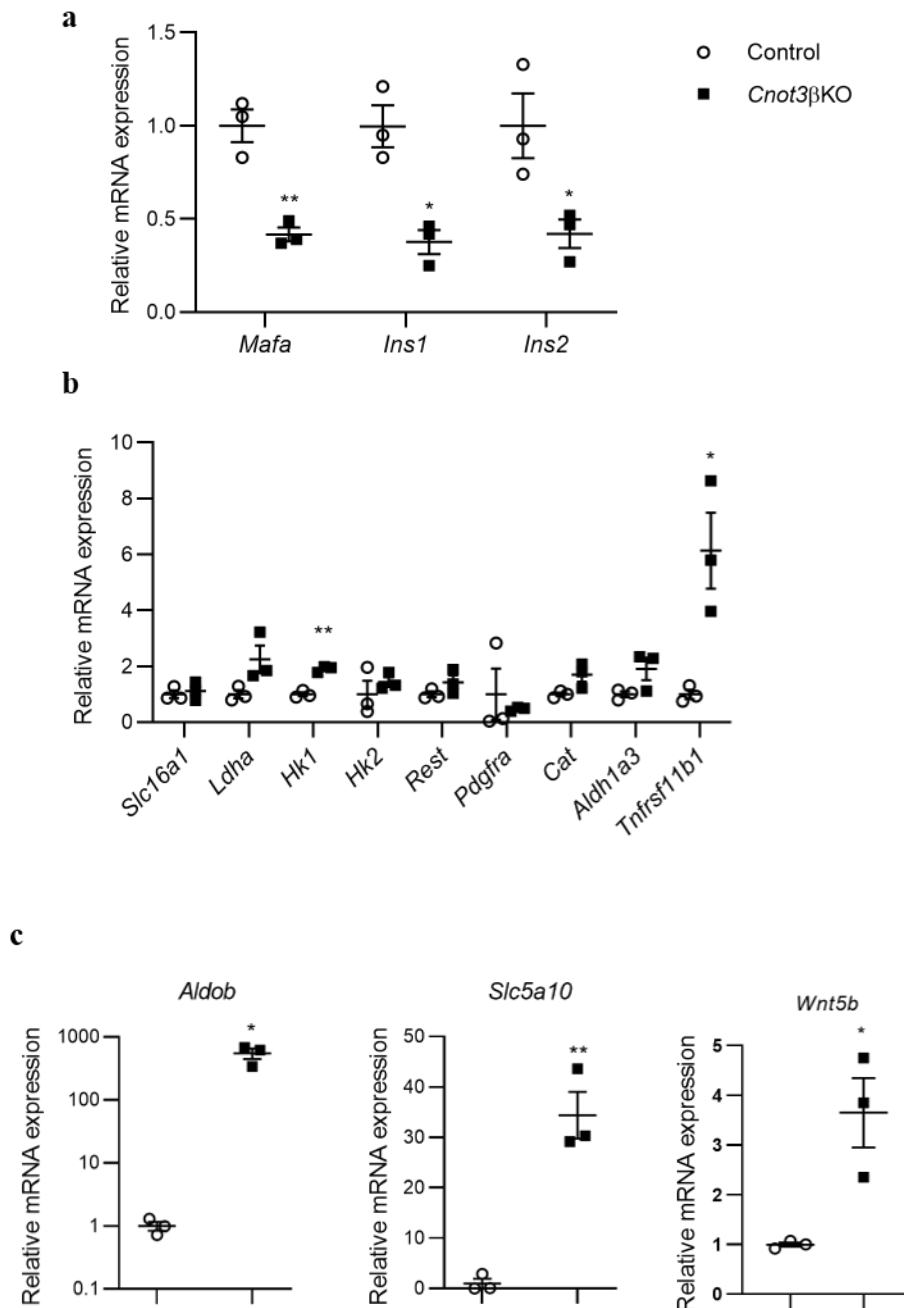 a
Relative mRNA expression
1.5
1.0
0.5
0.0
**
*
*
Mafa
Ins1
Ins2
Control
Cnot3βKO
b
Relative mRNA expression
10
8
6
4
2
0
**
*
Slc16a1
Ldha
Hk1
Hk2
Rest
Pdgfra
Cat
Aldh1a3
Tnfrsf11b1
c
Aldob
Relative mRNA expression
1000
100
10
1
0.1
*
Slc5a10
Relative mRNA expression
50
40
30
20
10
0
**
Wnt5b
Relative mRNA expression
5
4
3
2
1
0
*